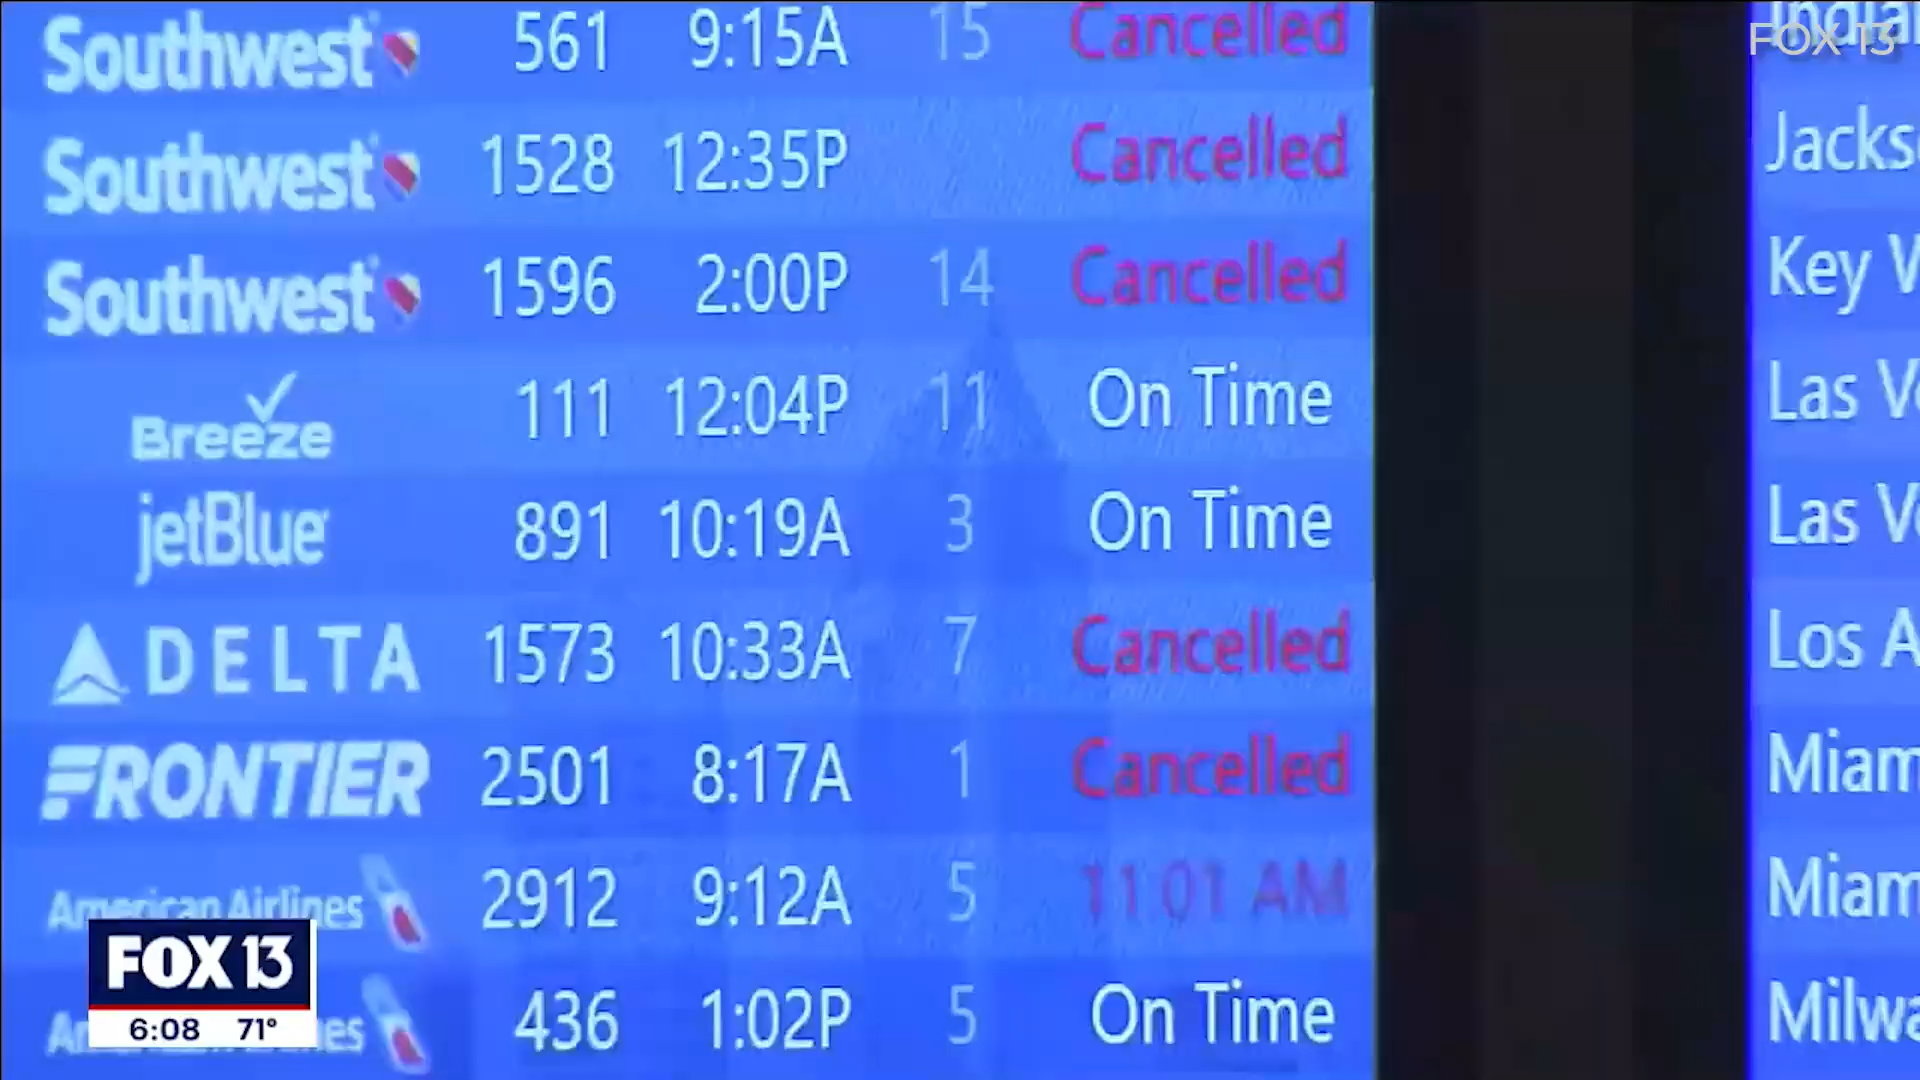 Southwest 561 9:15A 15 Cancelled
FOX 13
Southwest 1528 12:35P Cancelled
Jacks
Southwest 1596 2:00P 14 Cancelled
Key W
Breeze 111 12:04P 11 On Time
Las Ve
jetBlue 891 10:19A 3 On Time
Las Ve
DELTA 1573 10:33A 7 Cancelled
Los A
FRONTIER 2501 8:17A 1 Cancelled
Miam
American Airlines 2912 9:12A 5 11:01 AM
Miam
436 1:02P 5 On Time
Milwa
FOX 13
6:08 71°